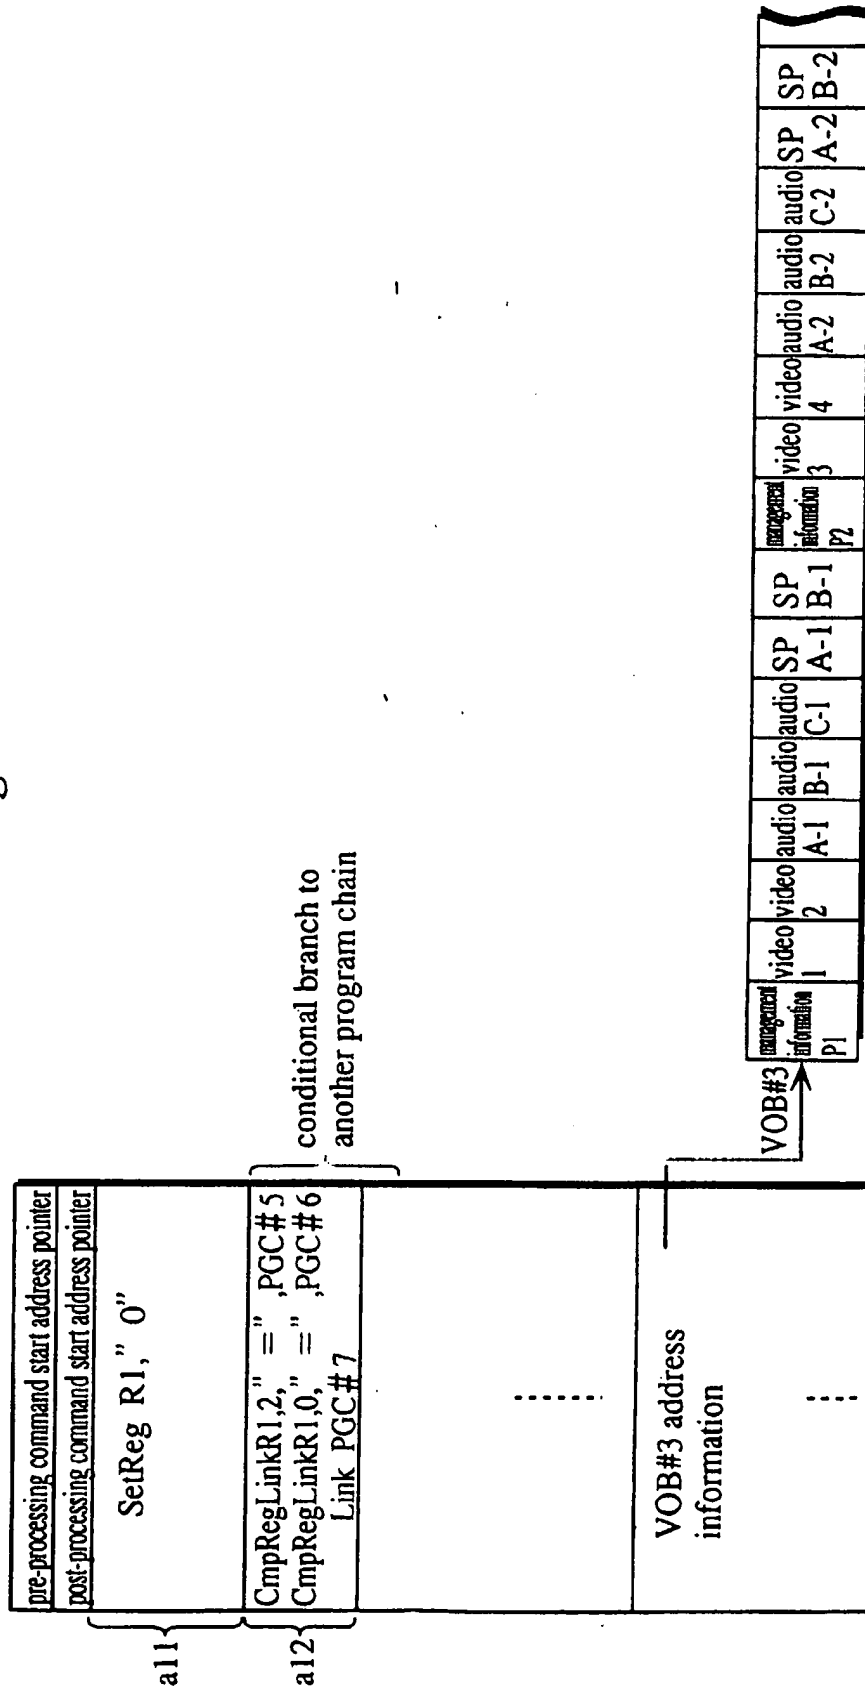 pre-processing command start address pointer
post-processing command start address pointer
a11
SetReg R1," 0"
a12
CmpRegLinkR1,2," =" ,PGC#5
CmpRegLinkR1,0," =" ,PGC#6
Link PGC#7
conditional branch to
another program chain
VOB#3 address
information
VOB#3
management
information
P1
video
1
video
2
audio
A-1
audio
B-1
audio
C-1
SP
A-1
SP
B-1
management
information
P2
video
3
video
4
audio
A-2
audio
B-2
audio
C-2
SP
A-2
SP
B-2